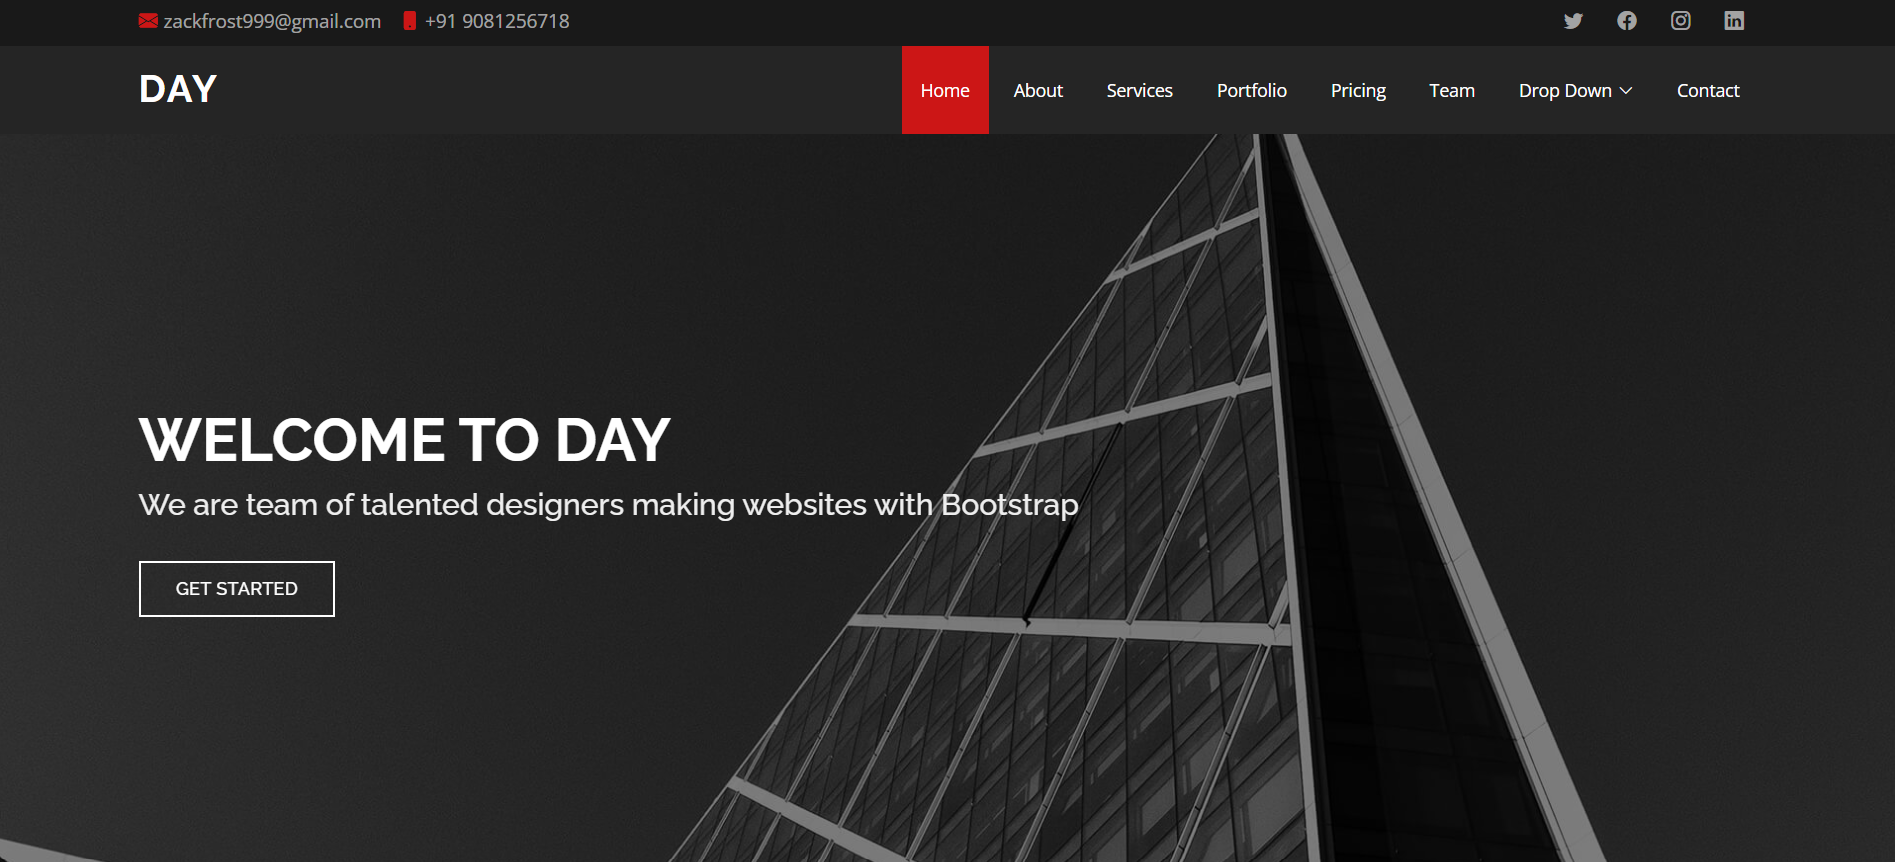 zackfrost999@gmail.com +91 9081256718
DAY
Home About Services Portfolio Pricing Team Drop Down Contact
WELCOME TO DAY
We are team of talented designers making websites with Bootstrap
GET STARTED